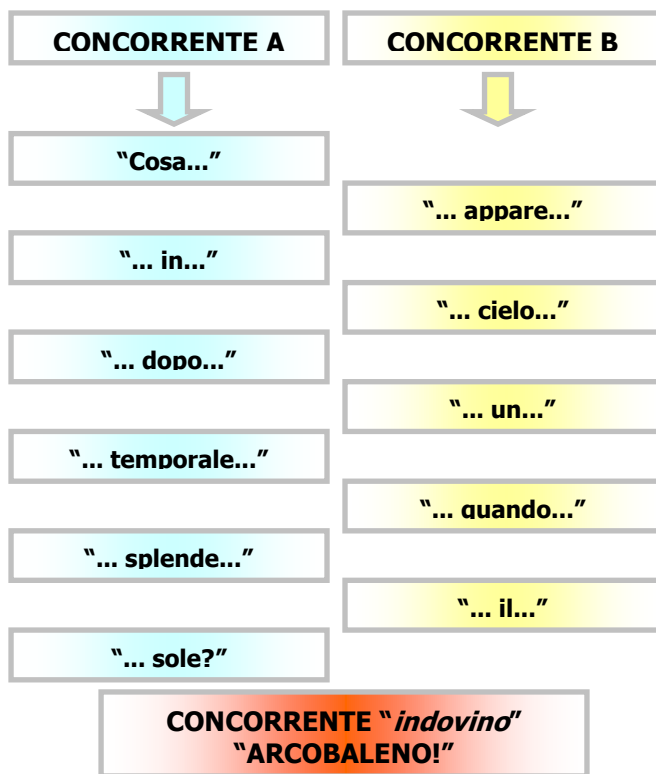 CONCORRENTE A
CONCORRENTE B
“Cosa...”
“... appare...”
“... in...”
“... cielo...”
“... dopo...”
“... un...”
“... temporale...”
“... quando...”
“... splende...”
“... il...”
“... sole?”
CONCORRENTE “indovino”
“ARCOBALENO!”